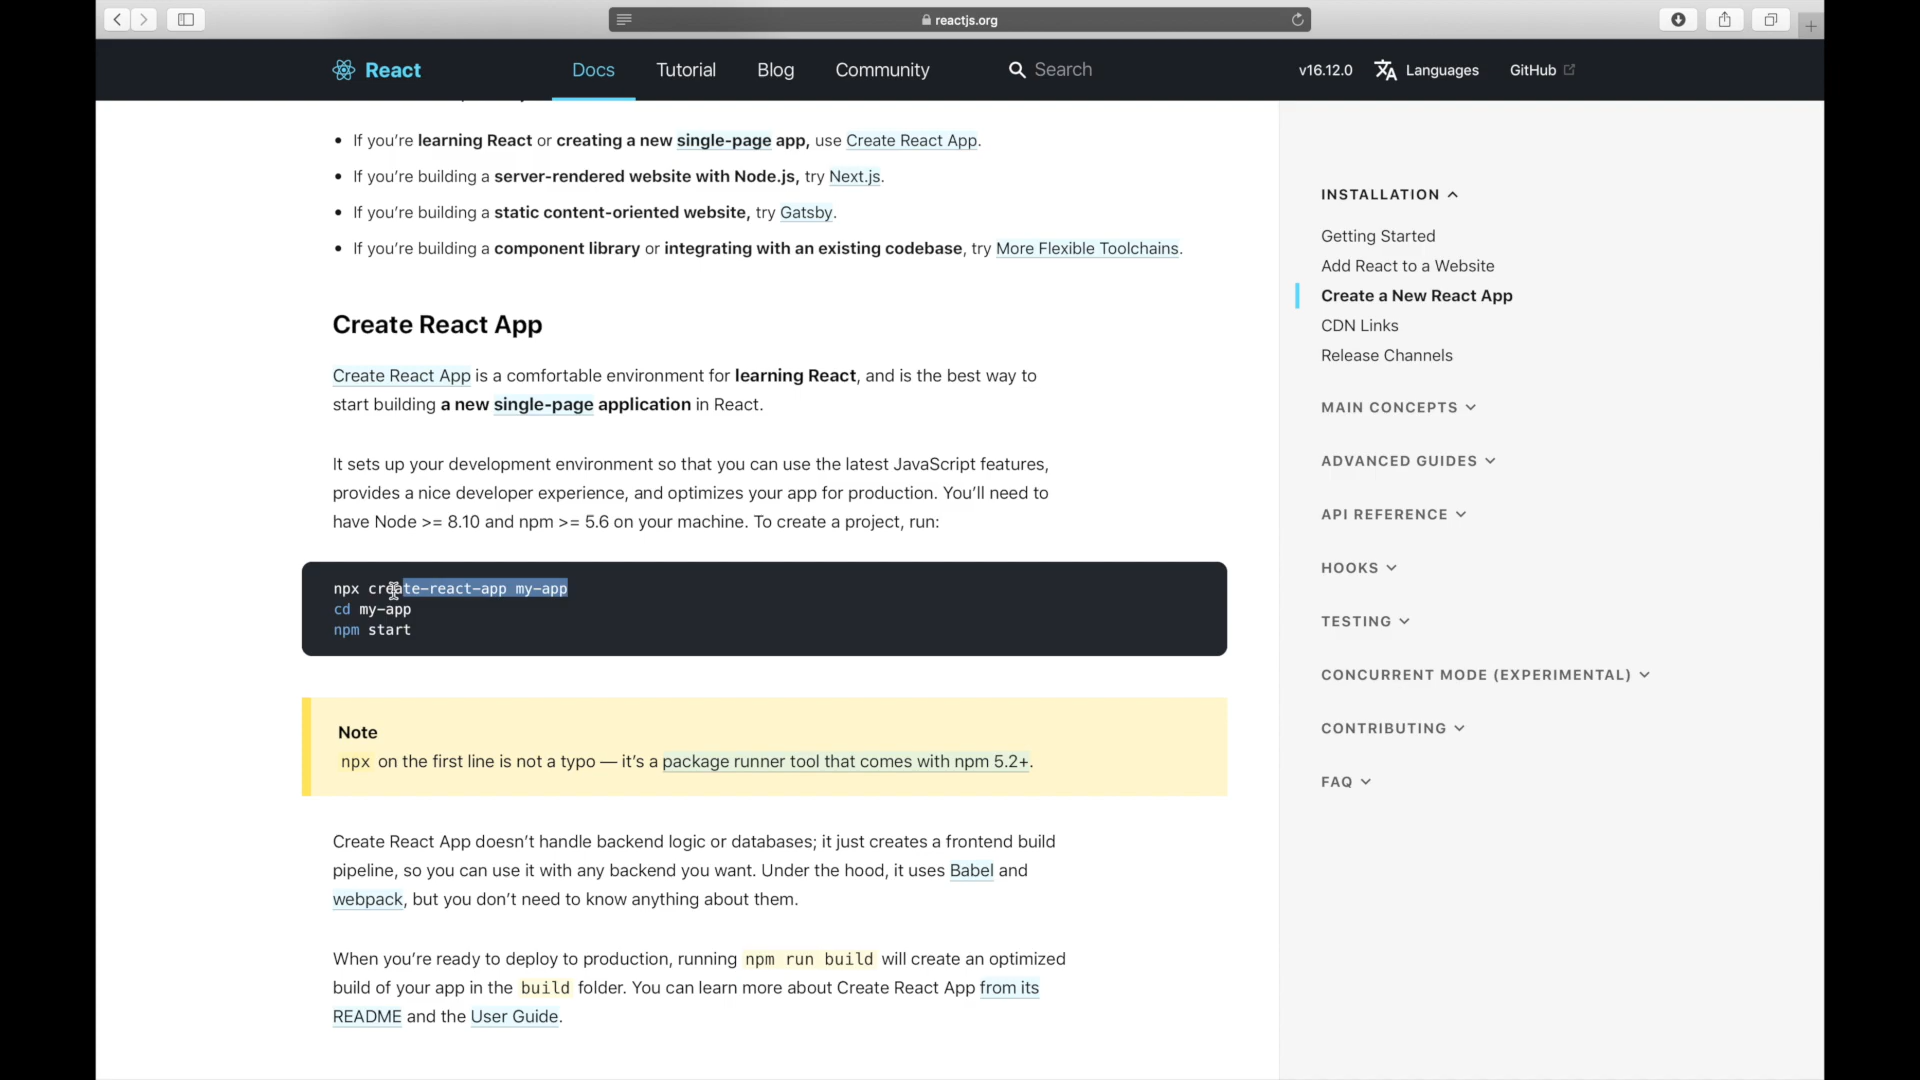 reactjs.org
React
Docs
Tutorial
Blog
Community
Search
v16.12.0
Languages
GitHub
If you’re learning React or creating a new single-page app, use Create React App.
If you’re building a server-rendered website with Node.js, try Next.js.
If you’re building a static content-oriented website, try Gatsby.
If you’re building a component library or integrating with an existing codebase, try More Flexible Toolchains.
Create React App
Create React App is a comfortable environment for learning React, and is the best way to
start building a new single-page application in React.
It sets up your development environment so that you can use the latest JavaScript features,
provides a nice developer experience, and optimizes your app for production. You’ll need to
have Node >= 8.10 and npm >= 5.6 on your machine. To create a project, run:
npx create-react-app my-app
cd my-app
npm start
Note
npx on the first line is not a typo — it’s a package runner tool that comes with npm 5.2+.
Create React App doesn’t handle backend logic or databases; it just creates a frontend build
pipeline, so you can use it with any backend you want. Under the hood, it uses Babel and
webpack, but you don’t need to know anything about them.
When you’re ready to deploy to production, running npm run build will create an optimized
build of your app in the build folder. You can learn more about Create React App from its
README and the User Guide.
INSTALLATION
Getting Started
Add React to a Website
Create a New React App
CDN Links
Release Channels
MAIN CONCEPTS
ADVANCED GUIDES
API REFERENCE
HOOKS
TESTING
CONCURRENT MODE (EXPERIMENTAL)
CONTRIBUTING
FAQ